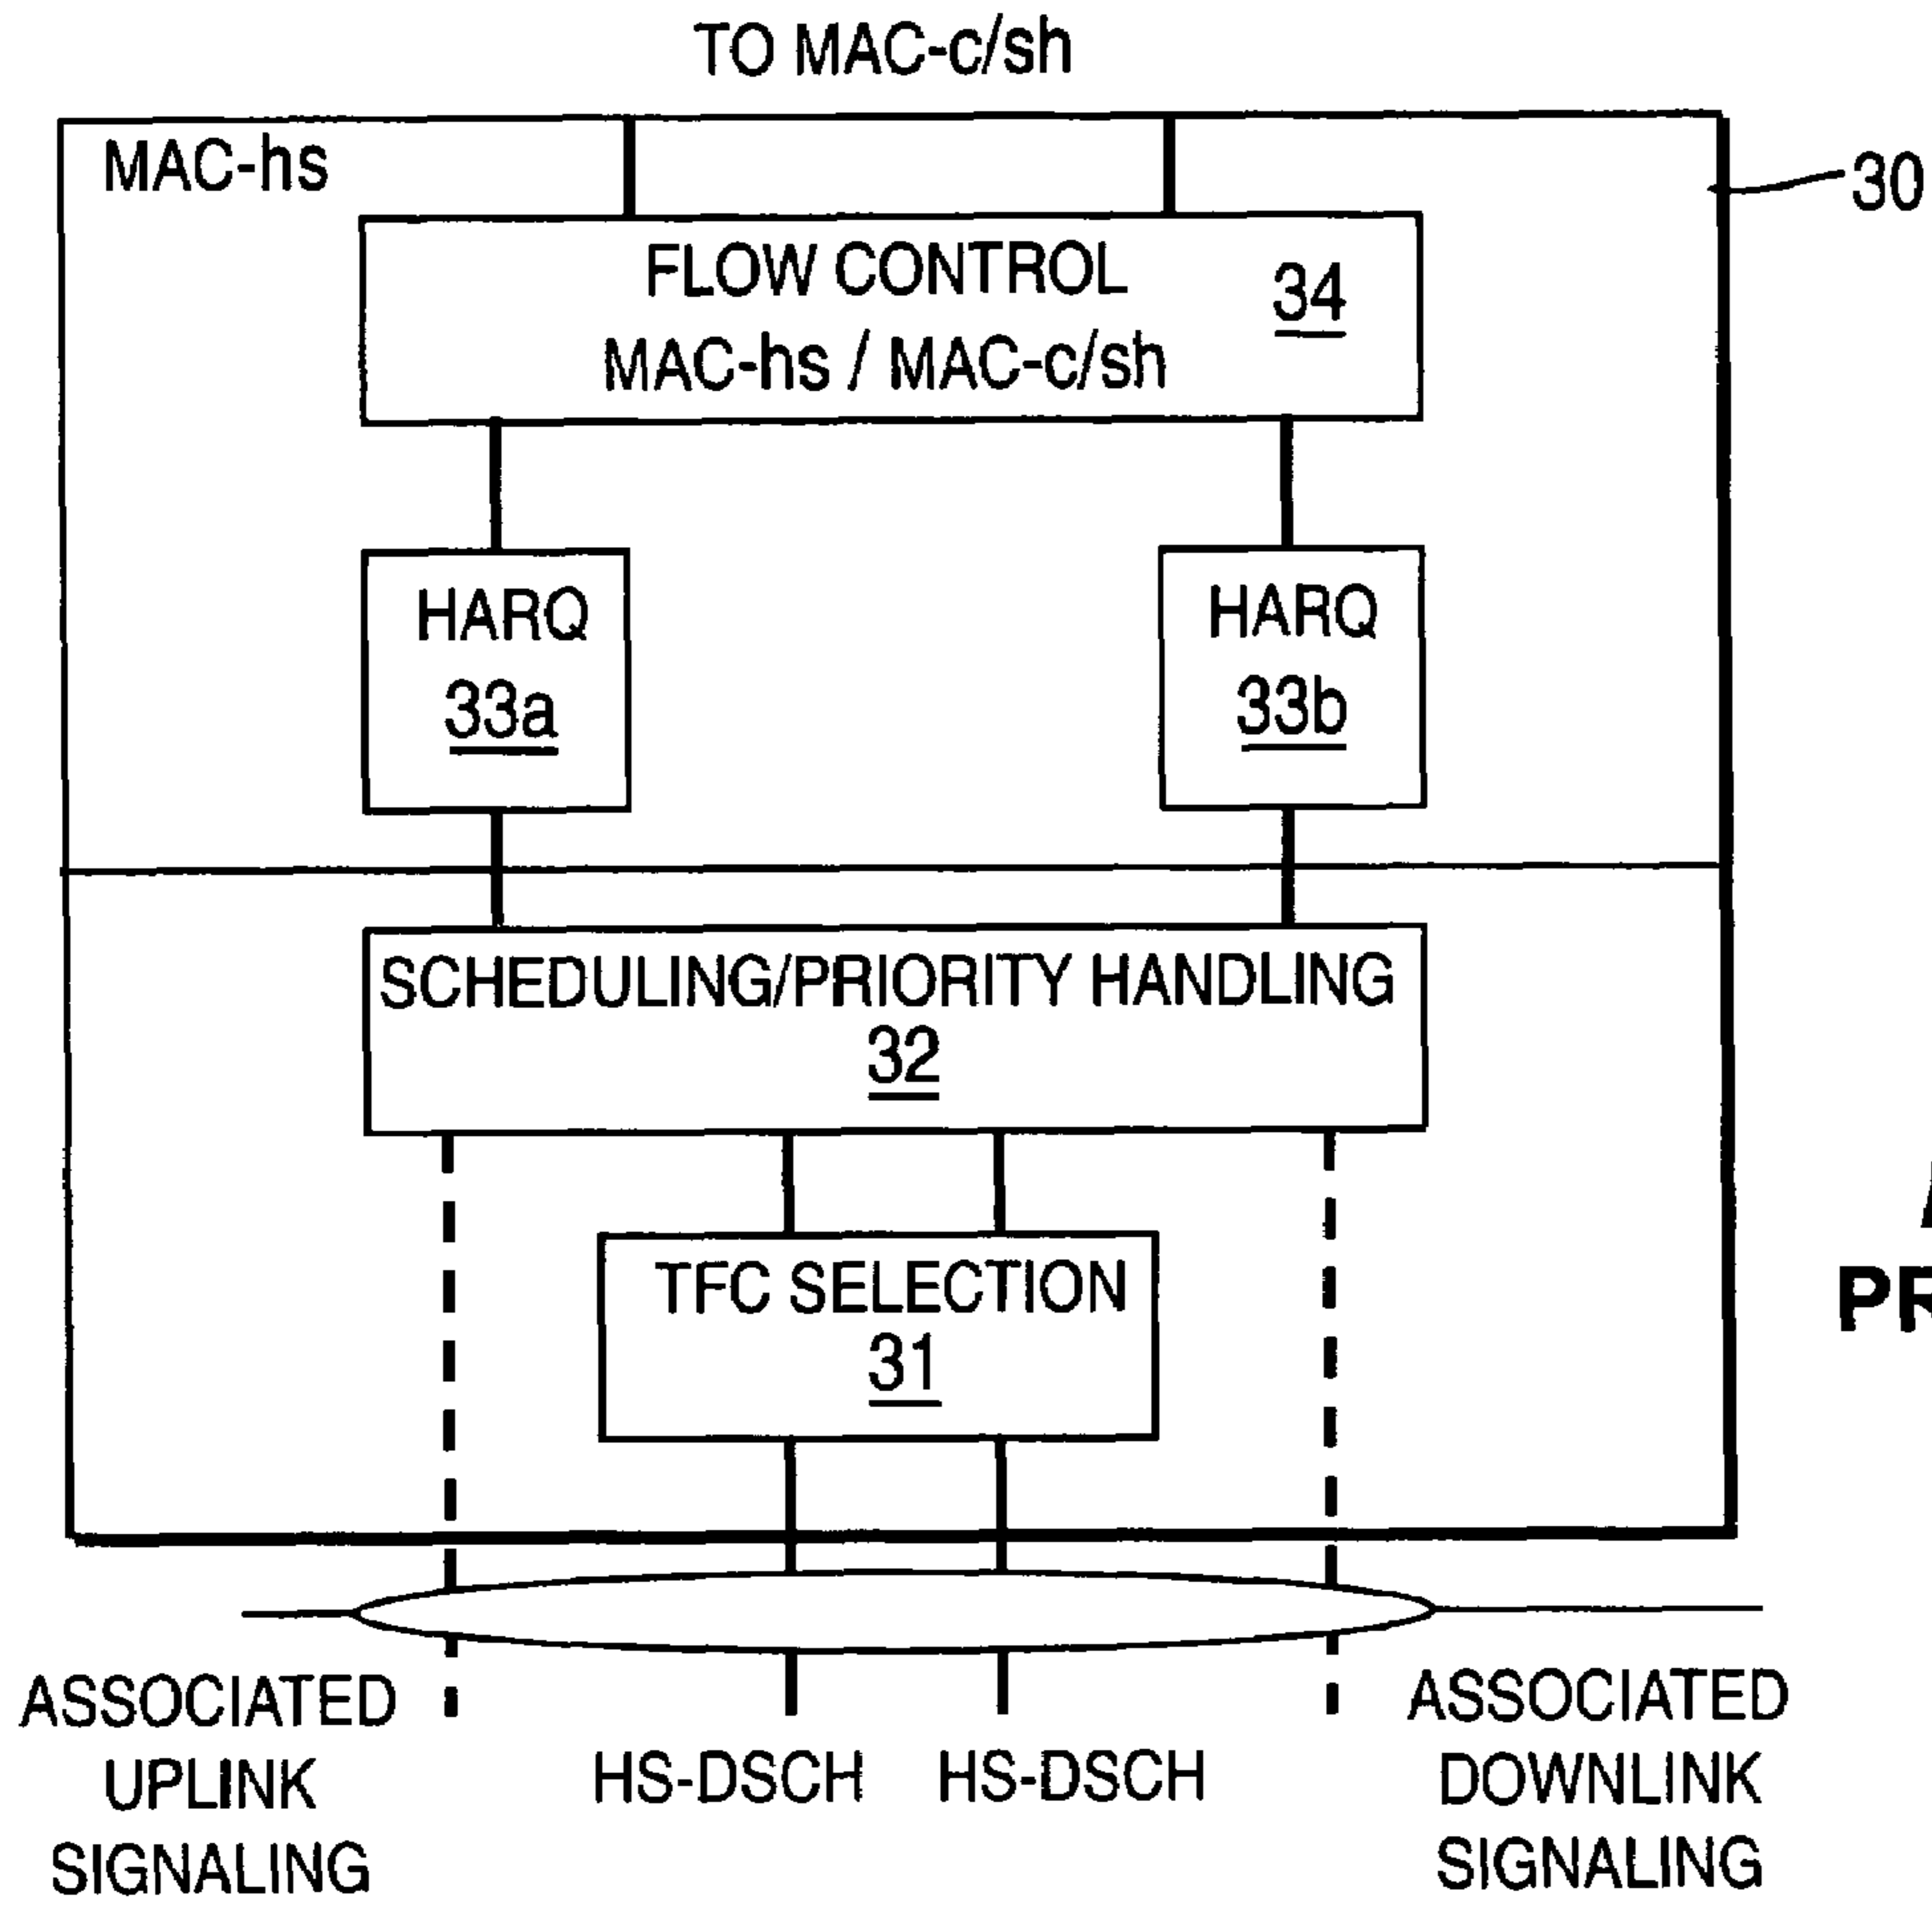 TO MAC-c/sh
MAC-hs
30
FLOW CONTROL
34
MAC-hs / MAC-c/sh
HARQ
33a
HARQ
33b
SCHEDULING/PRIORITY HANDLING
32
TFC SELECTION
31
ASSOCIATED
UPLINK
SIGNALING
HS-DSCH
HS-DSCH
ASSOCIATED
DOWNLINK
SIGNALING